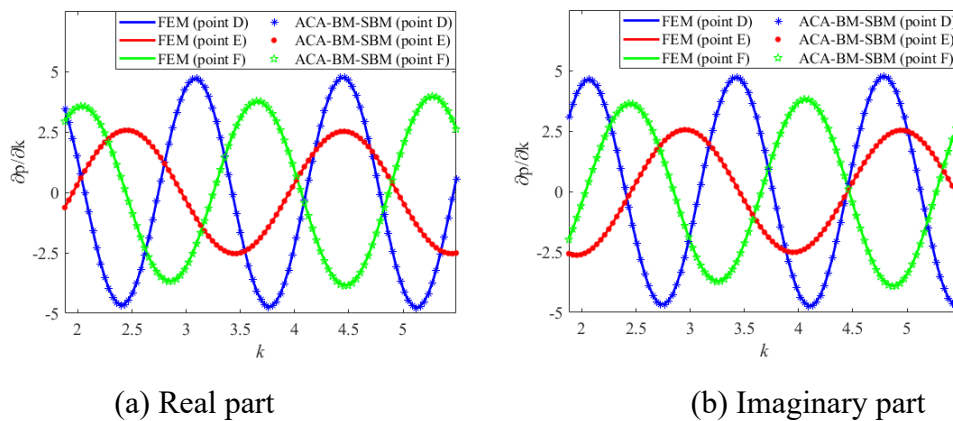 FEM (point D) ACA-BM-SBM (point D)
FEM (point E) ACA-BM-SBM (point E)
FEM (point F) ACA-BM-SBM (point F)
5
2.5
0
-2.5
-5
∂p/∂k
2 2.5 3 3.5 4 4.5 5
k
(a) Real part
FEM (point D) ACA-BM-SBM (point D)
FEM (point E) ACA-BM-SBM (point E)
FEM (point F) ACA-BM-SBM (point F)
5
2.5
0
-2.5
-5
∂p/∂k
2 2.5 3 3.5 4 4.5 5
k
(b) Imaginary part